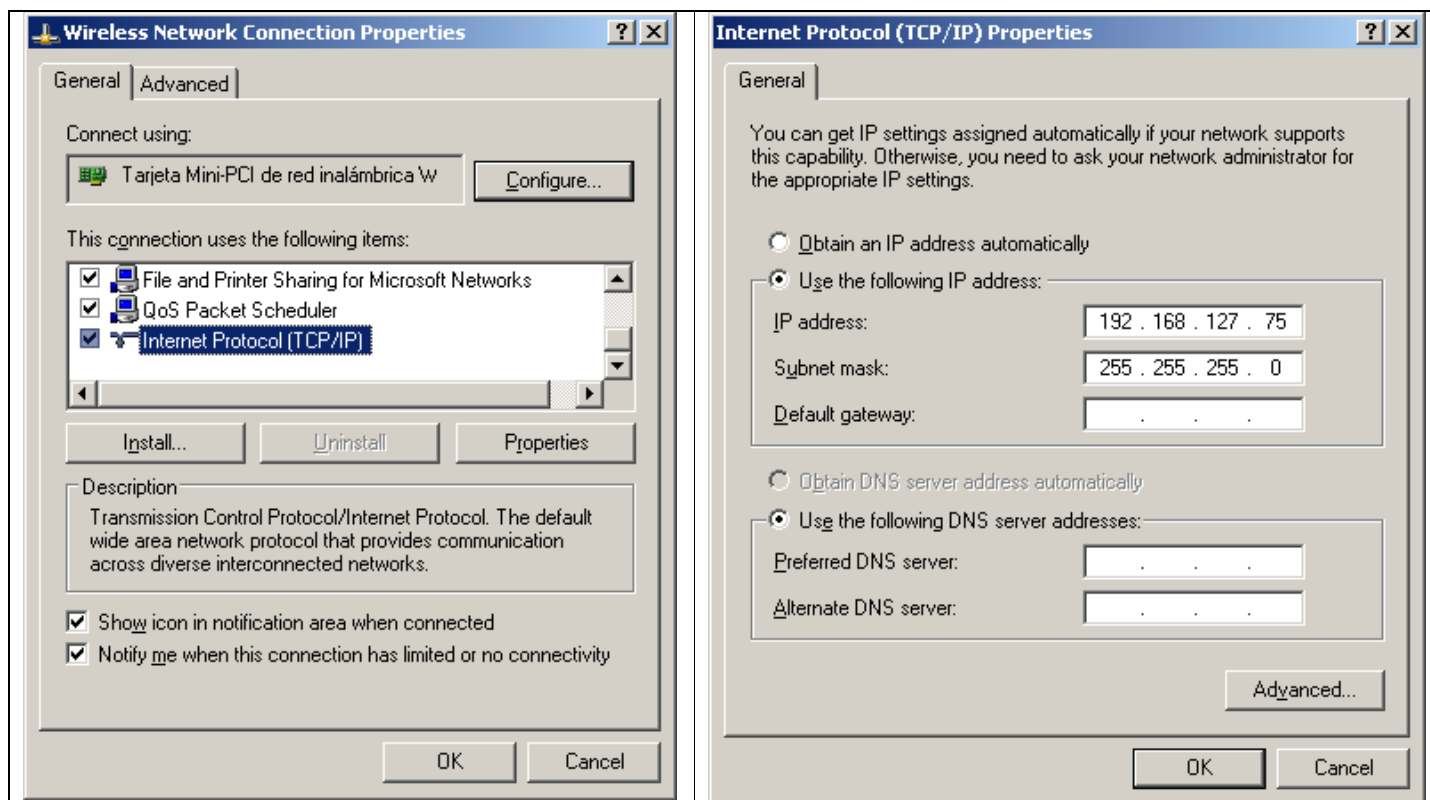 Wireless Network Connection Properties
General
Advanced
Connect using:
Tarjeta Mini-PCI de red inalámbrica W
Configure...
This connection uses the following items:
File and Printer Sharing for Microsoft Networks
QoS Packet Scheduler
Internet Protocol (TCP/IP)
Install...
Uninstall
Properties
Description
Transmission Control Protocol/Internet Protocol. The default
wide area network protocol that provides communication
across diverse interconnected networks.
Show icon in notification area when connected
Notify me when this connection has limited or no connectivity
OK
Cancel
Internet Protocol (TCP/IP) Properties
General
You can get IP settings assigned automatically if your network supports
this capability. Otherwise, you need to ask your network administrator for
the appropriate IP settings.
Obtain an IP address automatically
Use the following IP address:
IP address:
192 . 168 . 127 . 75
Subnet mask:
255 . 255 . 255 . 0
Default gateway:
. . .
Obtain DNS server address automatically
Use the following DNS server addresses:
Preferred DNS server:
. . .
Alternate DNS server:
. . .
Advanced...
OK
Cancel